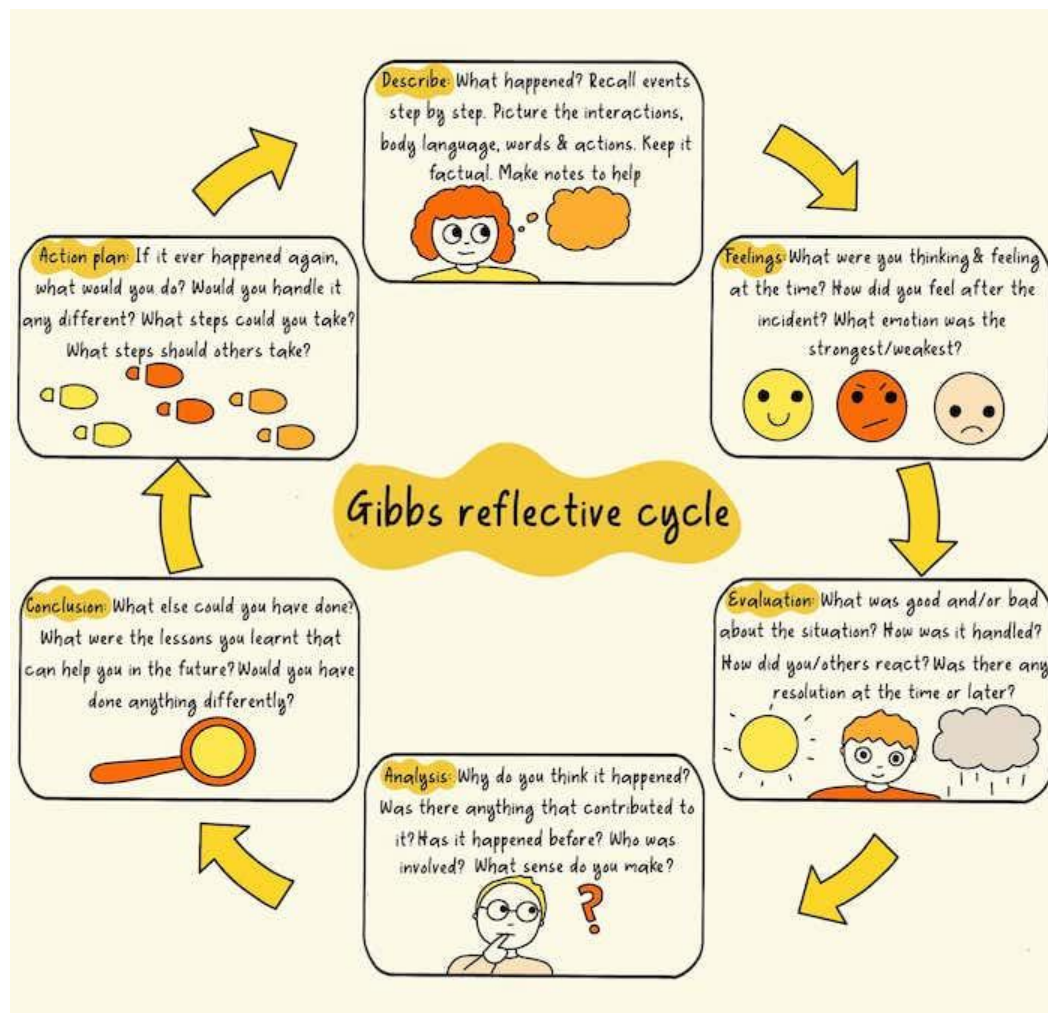 Describe: What happened? Recall events
step by step. Picture the interactions,
body language, words & actions. Keep it
factual. Make notes to help
Feelings: What were you thinking & feeling
at the time? How did you feel after the
incident? What emotion was the
strongest/weakest?
Evaluation: What was good and/or bad
about the situation? How was it handled?
How did you/others react? Was there any
resolution at the time or later?
Analysis: Why do you think it happened?
Was there anything that contributed to
it? Has it happened before? Who was
involved? What sense do you make?
?
Conclusion: What else could you have done?
What were the lessons you learnt that
can help you in the future? Would you have
done anything differently?
Action plan: If it ever happened again,
what would you do? Would you handle it
any different? What steps could you take?
What steps should others take?
Gibbs reflective cycle